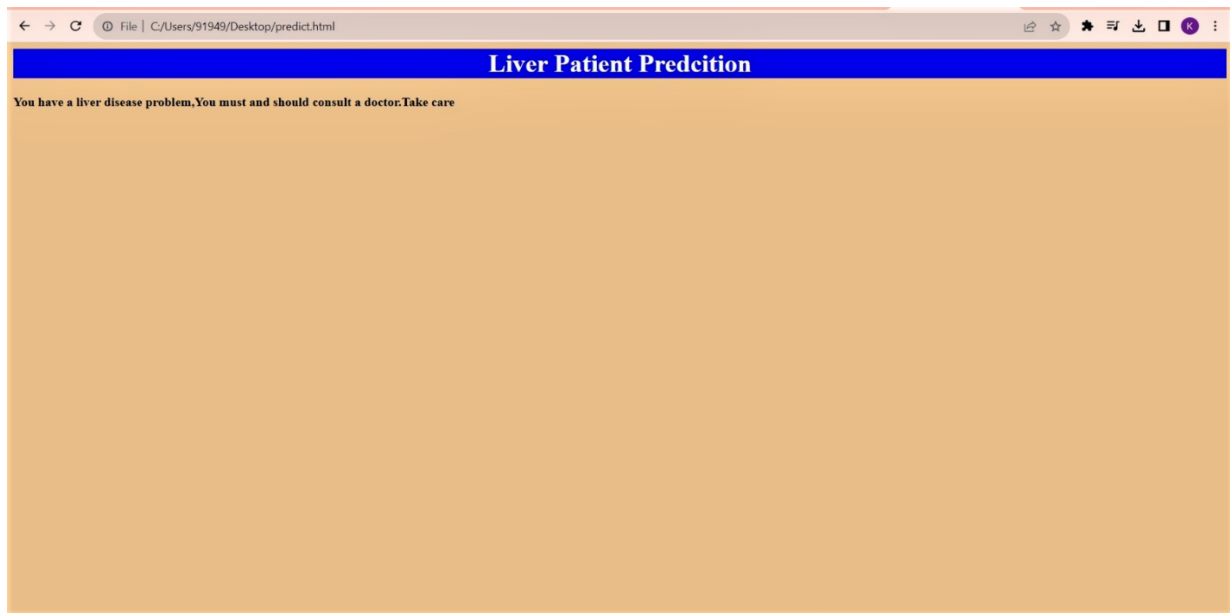 File | C:/Users/91949/Desktop/predict.html
K
Liver Patient Predcition
You have a liver disease problem,You must and should consult a doctor.Take care